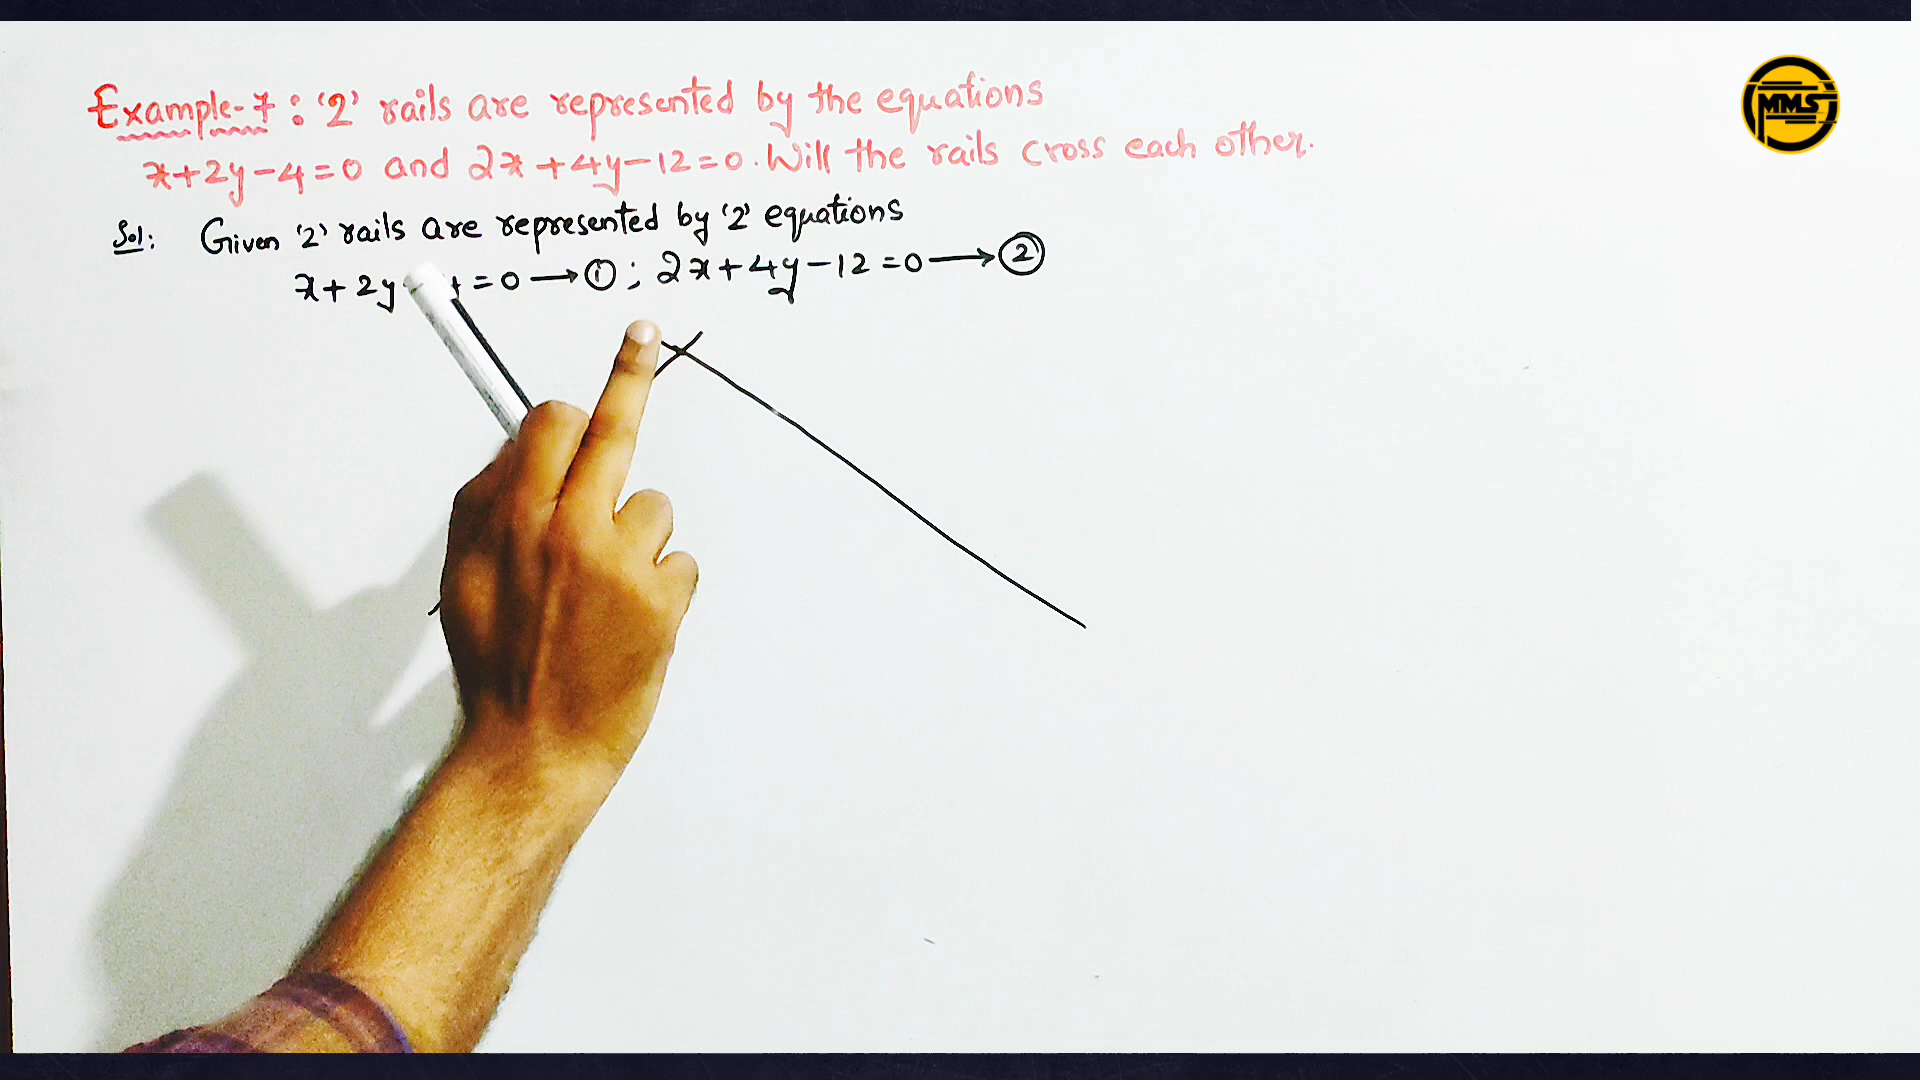 Example-7: '2' rails are represented by the equations
x+2y-4=0 and 2x+4y-12=0. Will the rails cross each other.
Sol: Given '2' rails are represented by '2' equations
x+2y =0 → ① ; 2x+4y-12=0 → ②
MMS